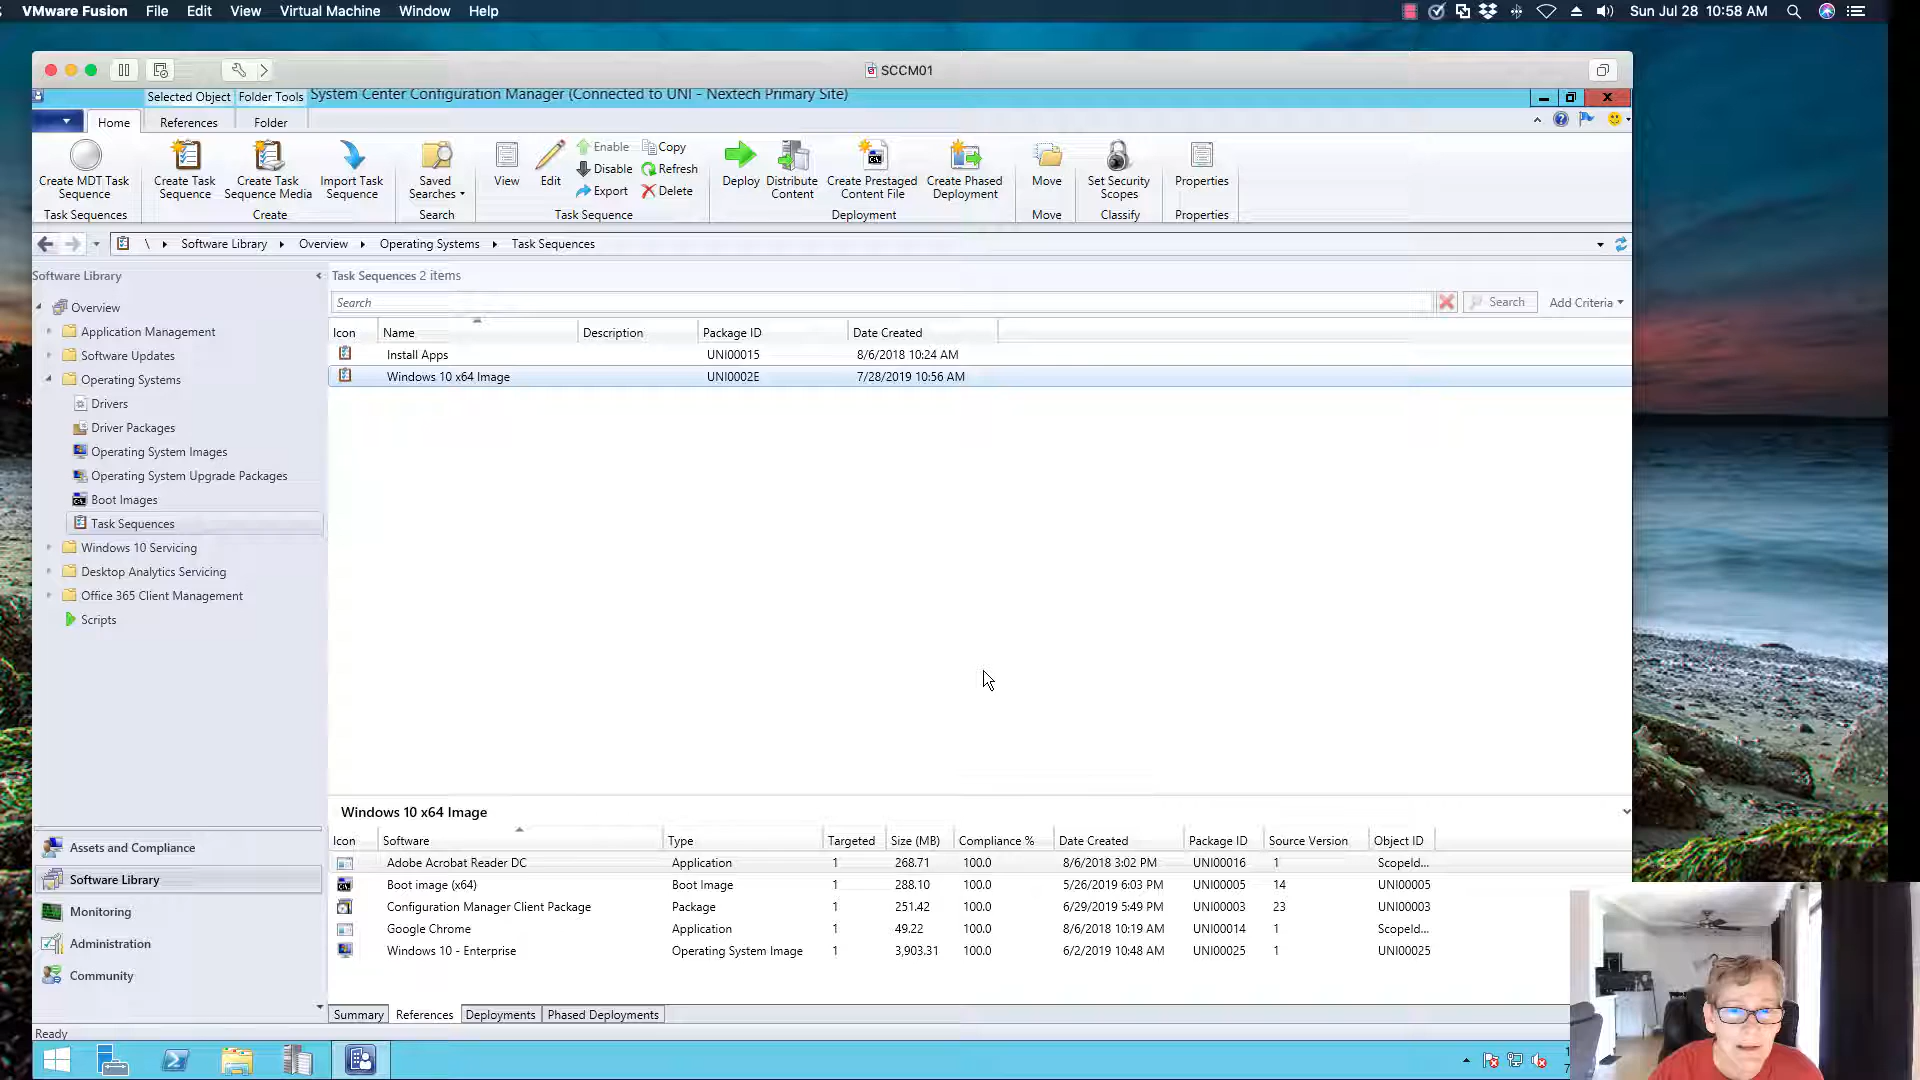 VMware Fusion File Edit View Virtual Machine Window Help Sun Jul 28 10:58 AM
SCCM01
Selected Object Folder Tools System Center Configuration Manager (Connected to UNI - Nextech Primary Site)
Home References Folder
Create MDT Task Sequence
Create Task Sequence
Create Task Sequence Media
Import Task Sequence
Saved Searches
View
Edit
Enable
Disable
Export
Copy
Refresh
Delete
Deploy
Distribute Content
Create Prestaged Content File
Create Phased Deployment
Move
Set Security Scopes
Properties
Task Sequences Create Search Task Sequence Deployment Move Classify Properties
\ Software Library Overview Operating Systems Task Sequences
Software Library
Overview
Application Management
Software Updates
Operating Systems
Drivers
Driver Packages
Operating System Images
Operating System Upgrade Packages
Boot Images
Task Sequences
Windows 10 Servicing
Desktop Analytics Servicing
Office 365 Client Management
Scripts
Assets and Compliance
Software Library
Monitoring
Administration
Community
Task Sequences 2 items
Search Search Add Criteria
Icon Name Description Package ID Date Created
Install Apps UNI00015 8/6/2018 10:24 AM
Windows 10 x64 Image UNI0002E 7/28/2019 10:56 AM
Windows 10 x64 Image
Icon Software Type Targeted Size (MB) Compliance % Date Created Package ID Source Version Object ID
Adobe Acrobat Reader DC Application 1 268.71 100.0 8/6/2018 3:02 PM UNI00016 1 ScopeId...
Boot image (x64) Boot Image 1 288.10 100.0 5/26/2019 6:03 PM UNI00005 14 UNI00005
Configuration Manager Client Package Package 1 251.42 100.0 6/29/2019 5:49 PM UNI00003 23 UNI00003
Google Chrome Application 1 49.22 100.0 8/6/2018 10:19 AM UNI00014 1 ScopeId...
Windows 10 - Enterprise Operating System Image 1 3,903.31 100.0 6/2/2019 10:48 AM UNI00025 1 UNI00025
Summary References Deployments Phased Deployments
Ready